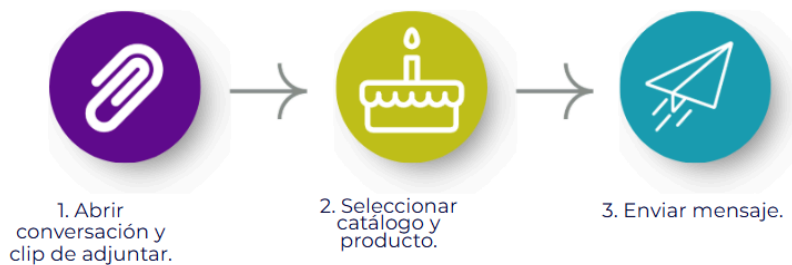 1. Abrir
conversación y
clip de adjuntar.
2. Seleccionar
catálogo y
producto.
3. Enviar mensaje.